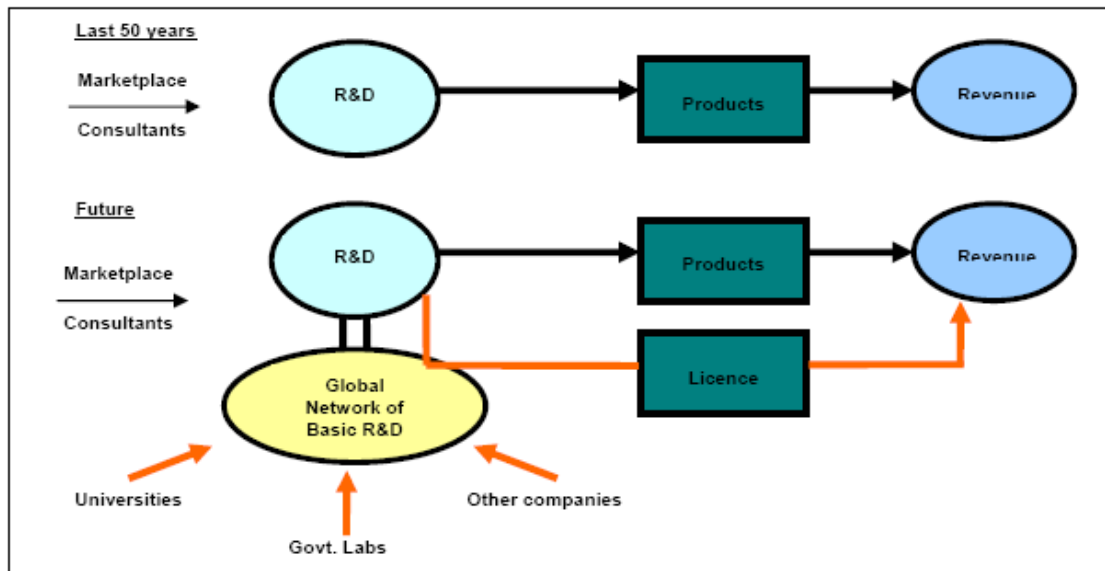 Last 50 years
Marketplace
Consultants
R&D
Products
Revenue
Future
Marketplace
Consultants
R&D
Products
Revenue
Licence
Global
Network of
Basic R&D
Universities
Other companies
Govt. Labs